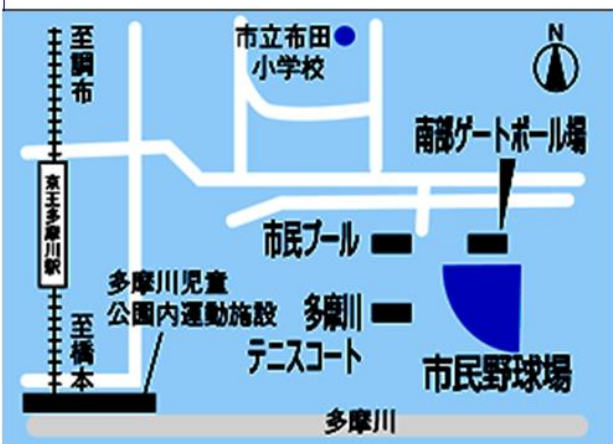 至調布
市立布田
小学校
N
南部ゲートボール場
京王多摩川駅
市民プール
多摩川児童
公園内運動施設
多摩川
テニスコート
至橋本
市民野球場
多摩川